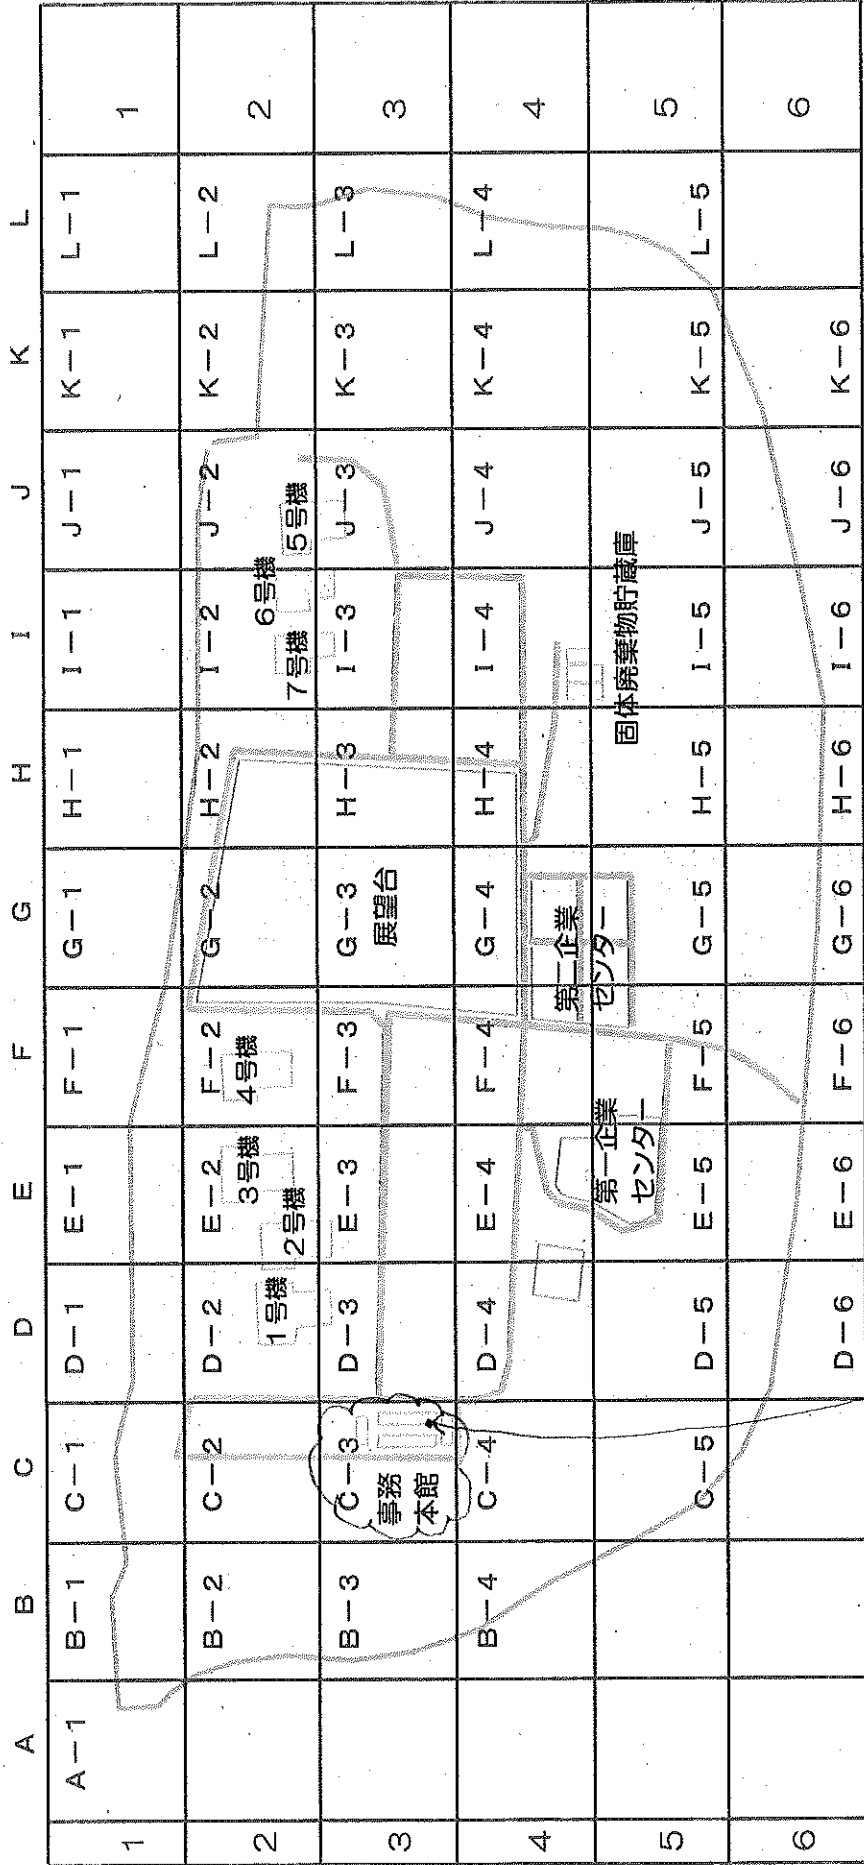 A B C D E F G H I J K L
1 A-1 B-1 C-1 D-1 E-1 F-1 G-1 H-1 I-1 J-1 K-1 L-1 1
2 B-2 C-2 D-2 E-2 F-2 G-2 H-2 I-2 J-2 K-2 L-2 2
3号機 4号機 6号機
1号機 2号機 7号機 5号機
3 B-3 C-3 D-3 E-3 F-3 G-3 H-3 I-3 J-3 K-3 L-3 3
事務
本館
展望台
4 B-4 C-4 D-4 E-4 F-4 G-4 H-4 I-4 J-4 K-4 L-4 4
第二企業
センター
第一企業
センター
固体廃棄物貯蔵庫
5 C-5 D-5 E-5 F-5 G-5 H-5 I-5 J-5 K-5 L-5 5
6 D-6 E-6 F-6 G-6 H-6 I-6 J-6 K-6 6